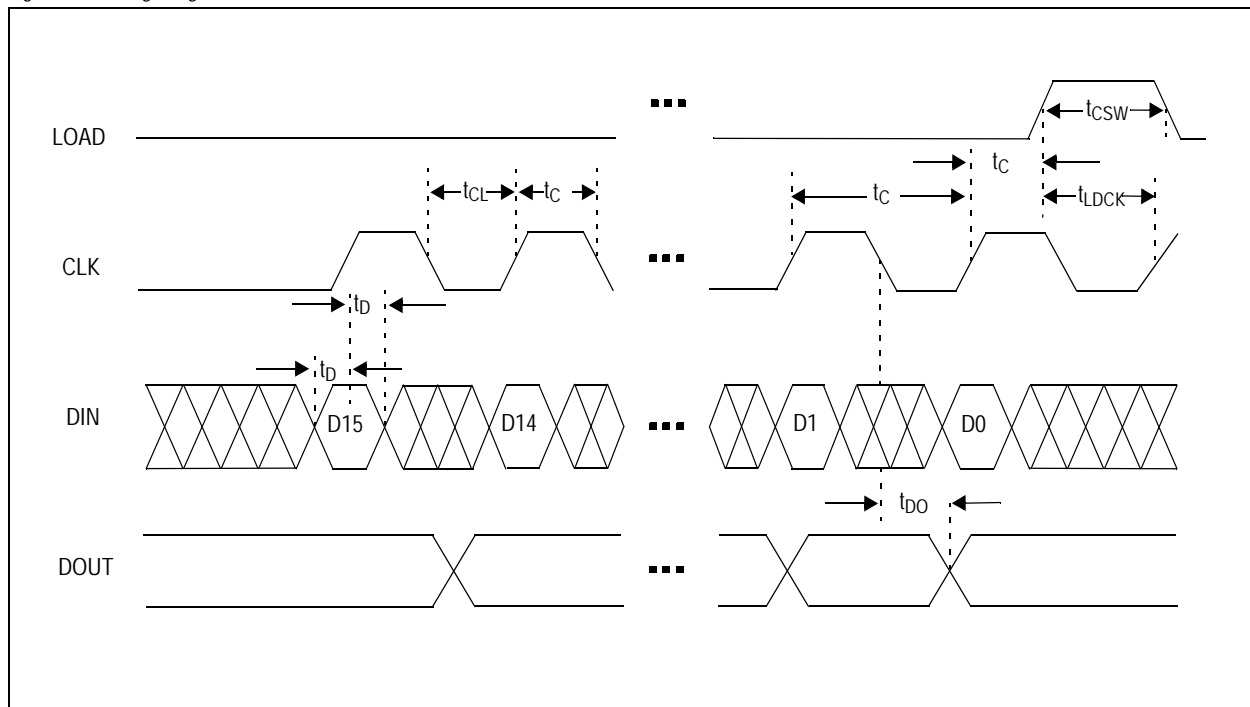 LOAD
tCSW
tC
tCL
tC
tC
tLDCK
CLK
tD
tD
DIN
D15
D14
D1
D0
tDO
DOUT